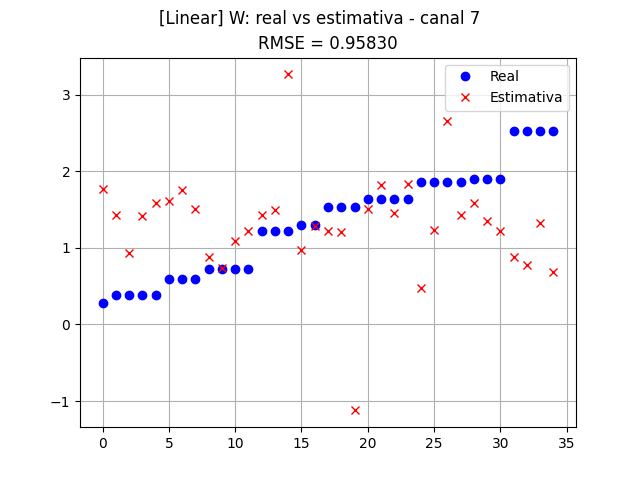 [Linear] W: real vs estimativa - canal 7
RMSE = 0.95830
Real
Estimativa
3
2
1
0
−1
0 5 10 15 20 25 30 35